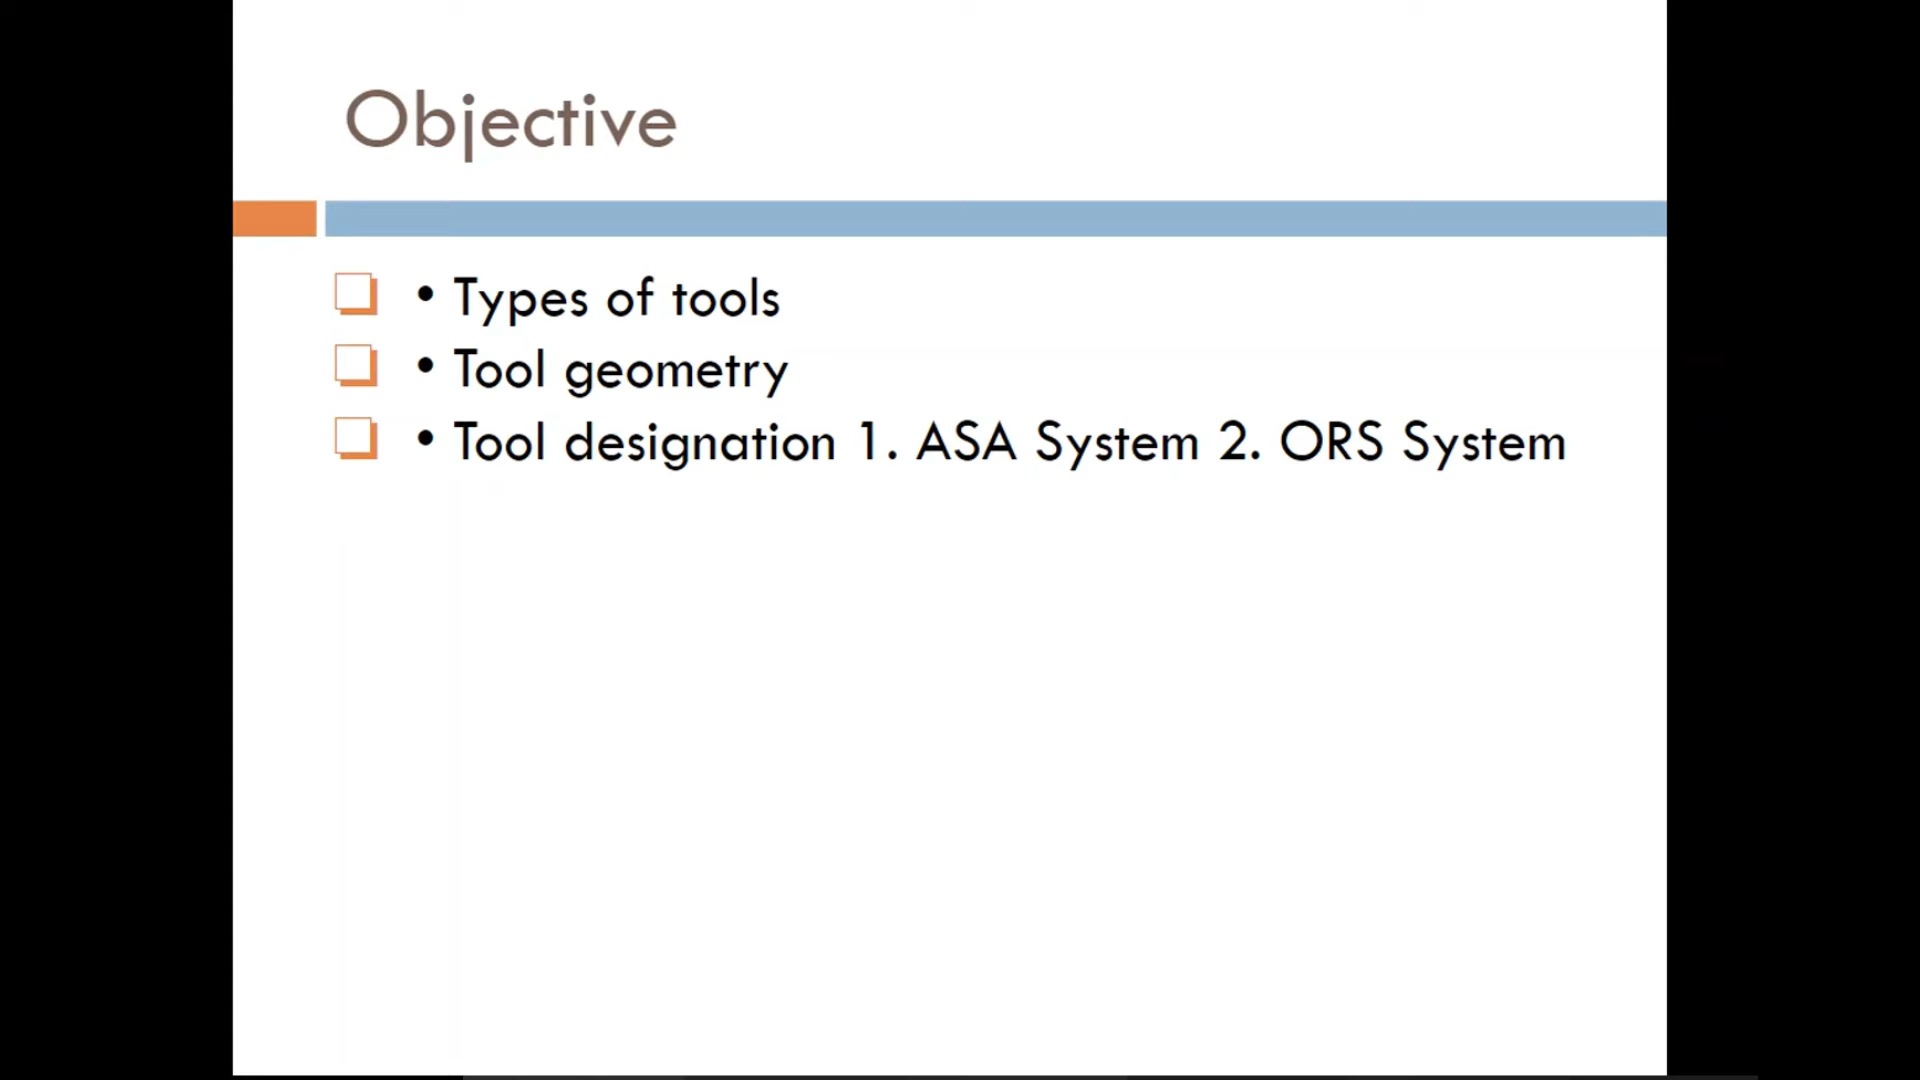 Objective
• Types of tools
• Tool geometry
• Tool designation 1. ASA System 2. ORS System